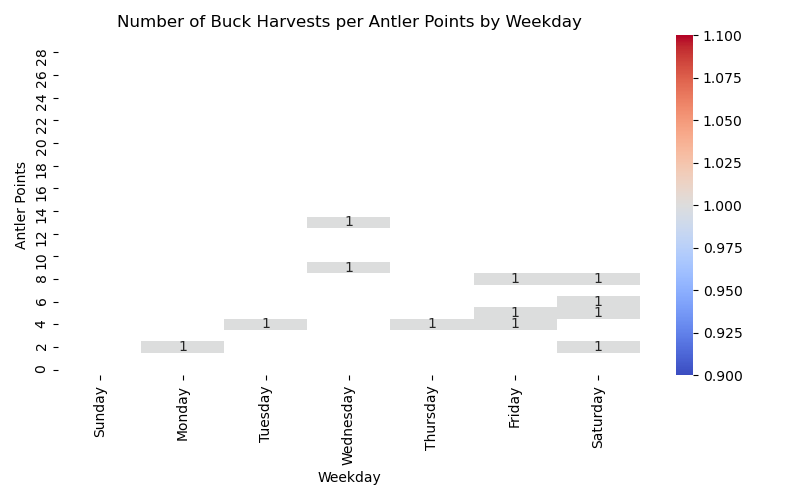 Number of Buck Harvests per Antler Points by Weekday
Antler Points
28
26
24
22
20
18
16
14
12
10
8
6
4
2
0
1
1
1 1
1
1 1
1 1 1
1 1
Sunday
Monday
Tuesday
Wednesday
Thursday
Friday
Saturday
Weekday
1.100
1.075
1.050
1.025
1.000
0.975
0.950
0.925
0.900